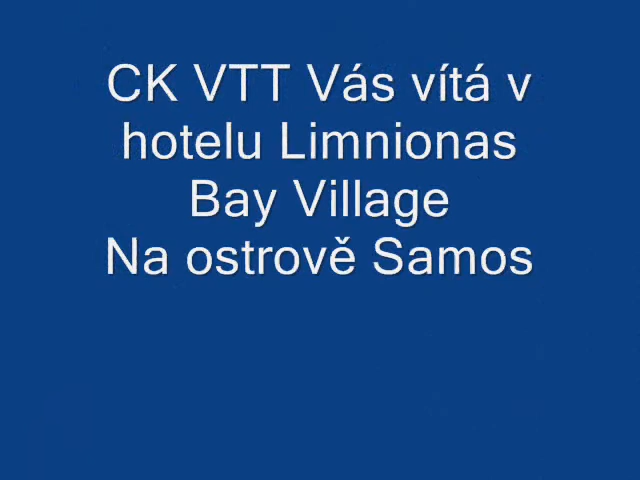 CK VTT Vás vítá v
hotelu Limnionas
Bay Village
Na ostrově Samos